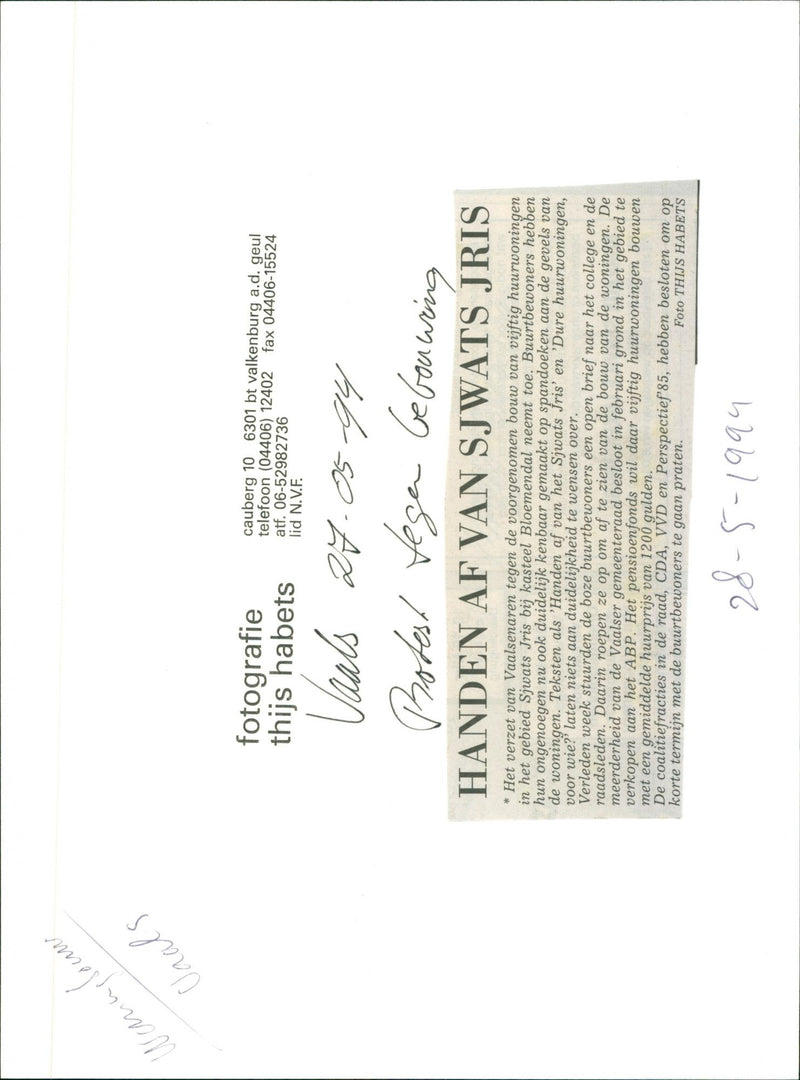 fotografie
thijs habets
cauberg 10 6301 bt valkenburg a.d. geul
telefoon (04406) 12402 fax 04406-15524
atf. 06-52982736
lid N.V.F.
Vaals 27-05-94
Protest tegen bebouwing
HANDEN AF VAN SJWATS JRIS
* Het verzet van Vaalsenaren tegen de voorgenomen bouw van vijftig huurwoningen
in het gebied Sjwats Jris bij kasteel Bloemendal neemt toe. Buurtbewoners hebben
hun ongenoegen nu ook duidelijk kenbaar gemaakt op spandoeken aan de gevels van
de woningen. Teksten als 'Handen af van het Sjwats Jris' en 'Dure huurwoningen,
voor wie?' laten niets aan duidelijkheid te wensen over.
Verleden week stuurden de boze buurtbewoners een open brief naar het college en de
raadsleden. Daarin roepen ze op om af te zien van de bouw van de woningen. De
meerderheid van de Vaalser gemeenteraad besloot in februari grond in het gebied te
verkopen aan het ABP. Het pensioenfonds wil daar vijftig huurwoningen bouwen
met een gemiddelde huurprijs van 1200 gulden.
De coalitiefracties in de raad, CDA, VVD en Perspectief'85, hebben besloten om op
korte termijn met de buurtbewoners te gaan praten.
Foto THIJS HABETS
28-5-1994
Woningbouw
Vaals